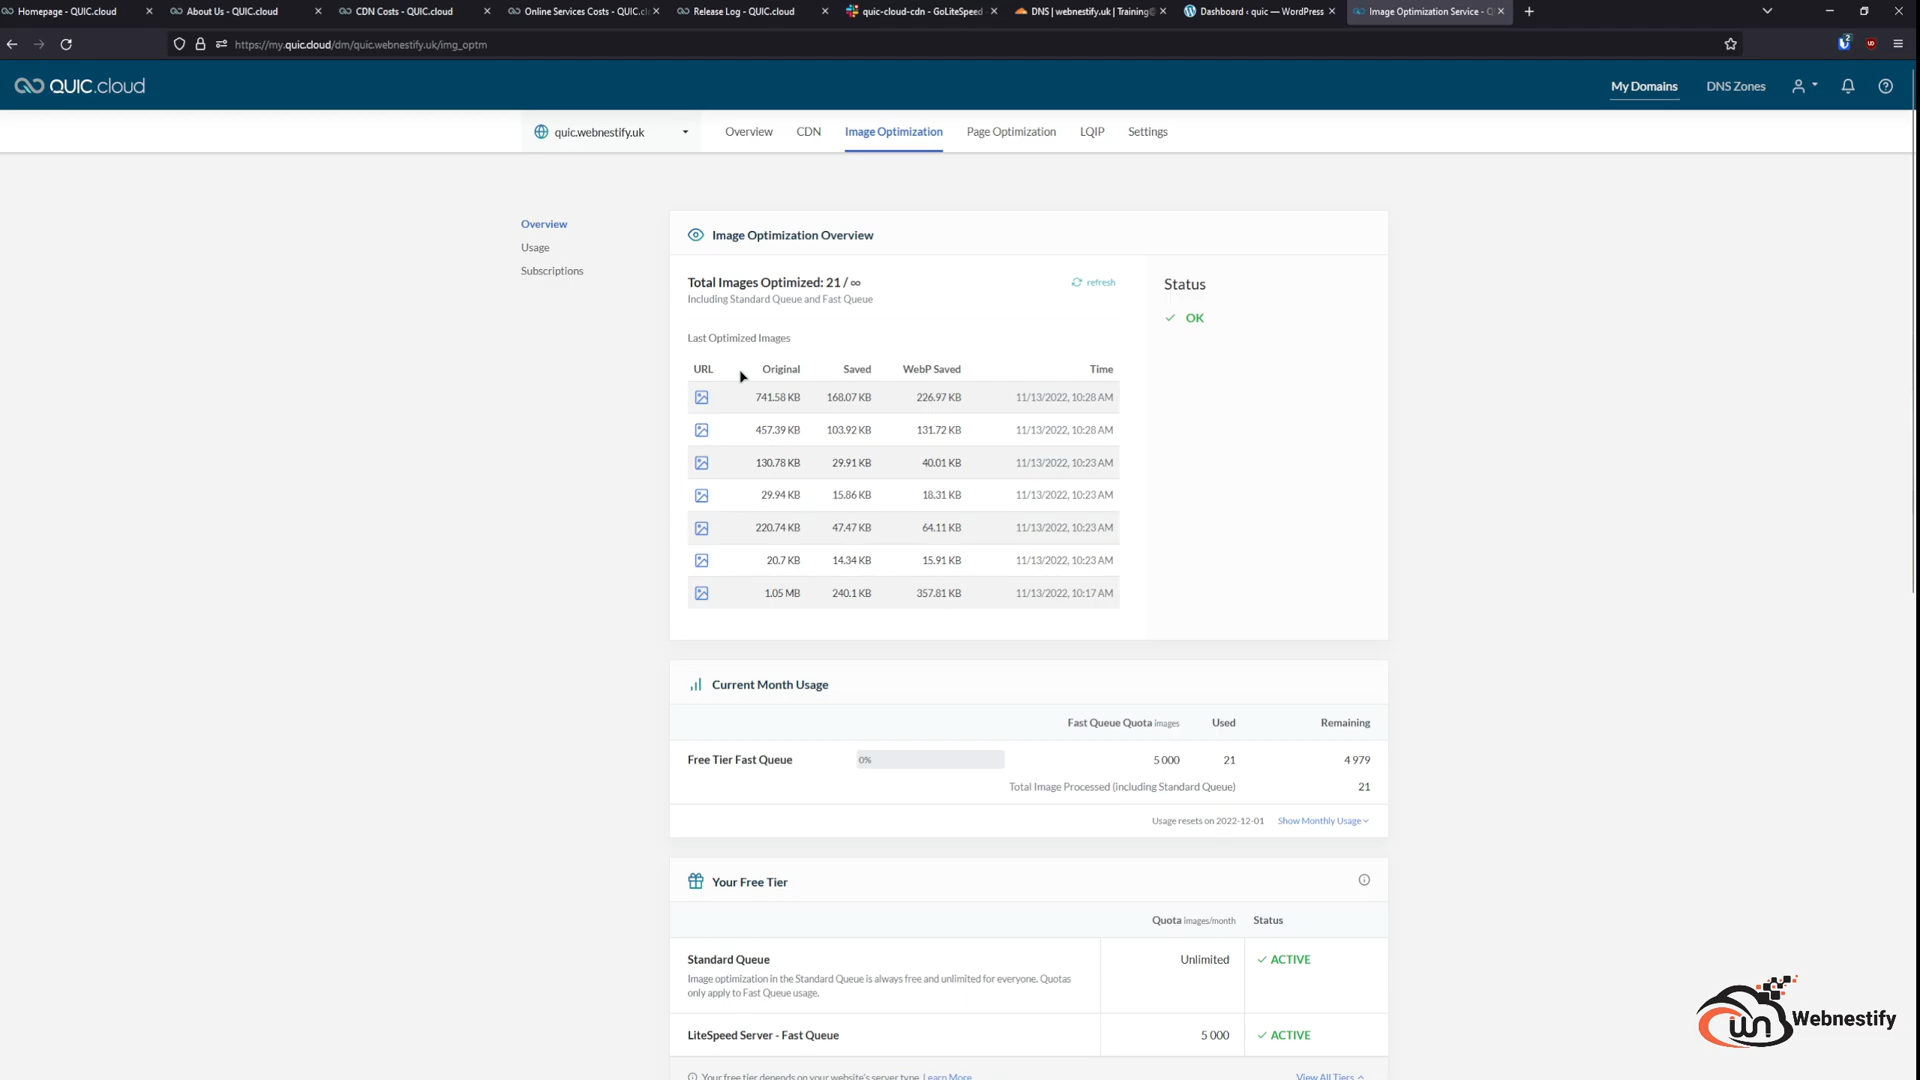 Homepage - QUIC.cloud
About Us - QUIC.cloud
CDN Costs - QUIC.cloud
Online Services Costs - QUIC.cl
Release Log - QUIC.cloud
quic-cloud-cdn - GoLiteSpeed
DNS | webnestify.uk | Training@
Dashboard ‹ quic — WordPress
Image Optimization Service - Q
https://my.quic.cloud/dm/quic.webnestify.uk/img_optm
2
QUIC.cloud
My Domains
DNS Zones
quic.webnestify.uk
Overview
CDN
Image Optimization
Page Optimization
LQIP
Settings
Overview
Usage
Subscriptions
Image Optimization Overview
Total Images Optimized: 21 / ∞
refresh
Including Standard Queue and Fast Queue
Status
OK
Last Optimized Images
URL Original Saved WebP Saved Time
741.58 KB 168.07 KB 226.97 KB 11/13/2022, 10:28 AM
457.39 KB 103.92 KB 131.72 KB 11/13/2022, 10:28 AM
130.78 KB 29.91 KB 40.01 KB 11/13/2022, 10:23 AM
29.94 KB 15.86 KB 18.31 KB 11/13/2022, 10:23 AM
220.74 KB 47.47 KB 64.11 KB 11/13/2022, 10:23 AM
20.7 KB 14.34 KB 15.91 KB 11/13/2022, 10:23 AM
1.05 MB 240.1 KB 357.81 KB 11/13/2022, 10:17 AM
Current Month Usage
Fast Queue Quota images Used Remaining
Free Tier Fast Queue 0% 5 000 21 4 979
Total Image Processed (including Standard Queue) 21
Usage resets on 2022-12-01 Show Monthly Usage
Your Free Tier
Quota images/month Status
Standard Queue Unlimited ACTIVE
Image optimization in the Standard Queue is always free and unlimited for everyone. Quotas
only apply to Fast Queue usage.
LiteSpeed Server - Fast Queue 5 000 ACTIVE
Your free tier depends on your website's server type. Learn More
View All Tiers
Webnestify